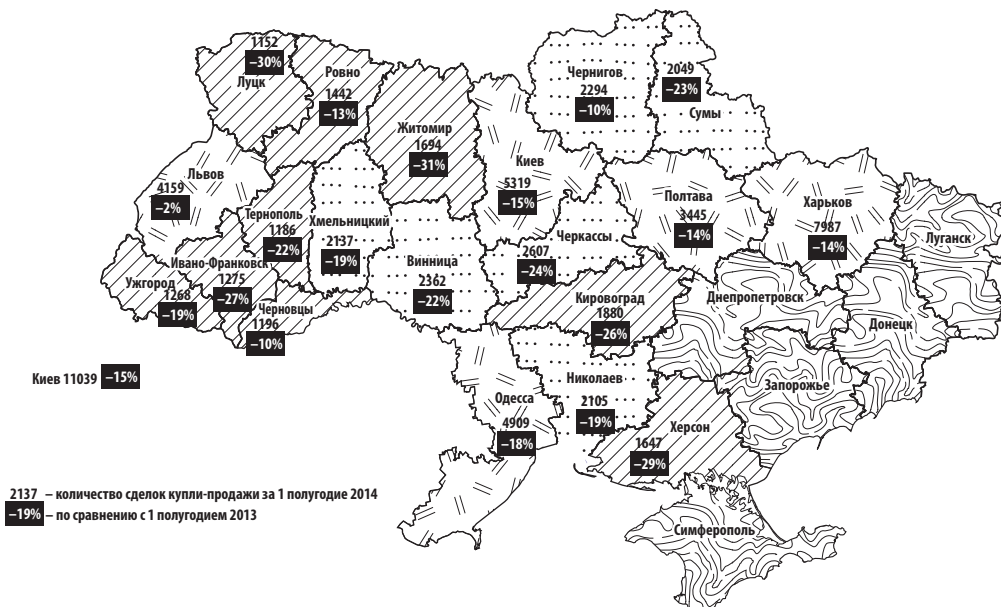 1152
–30%
Луцк
Ровно
1442
–13%
Житомир
1694
–31%
Киев
5319
–15%
Чернигов
2294
–10%
2049
–23%
Сумы
Львов
4159
–2%
Тернополь
1186
–22%
Хмельницкий
2137
–19%
Винница
2362
–22%
Черкассы
2607
–24%
Полтава
3445
–14%
Харьков
7987
–14%
Луганск
Ивано-Франковск
1275
–27%
Ужгород
1268
–19%
Черновцы
1196
–10%
Кировоград
1880
–26%
Днепропетровск
Донецк
Запорожье
Киев 11039 –15%
Одесса
4909
–18%
Николаев
2105
–19%
Херсон
1647
–29%
Симферополь
2137 – количество сделок купли-продажи за 1 полугодие 2014
–19% – по сравнению с 1 полугодием 2013